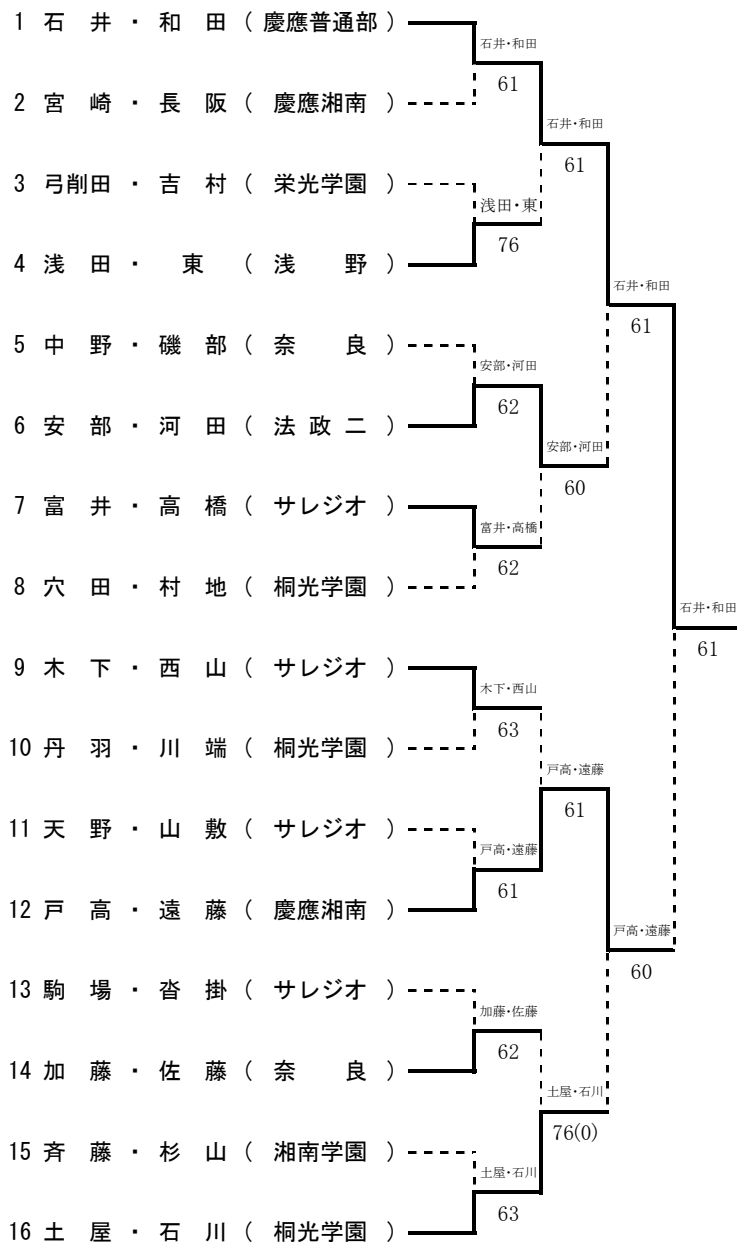 1 石 井 ・ 和 田 ( 慶應普通部 )
石井・和田
61
2 宮 崎 ・ 長 阪 ( 慶應湘南 )
石井・和田
61
3 弓削田 ・ 吉 村 ( 栄光学園 )
浅田・東
76
4 浅 田 ・ 東 ( 浅 野 )
石井・和田
61
5 中 野 ・ 磯 部 ( 奈 良 )
安部・河田
62
6 安 部 ・ 河 田 ( 法 政 二 )
安部・河田
60
7 富 井 ・ 高 橋 ( サレジオ )
富井・高橋
62
8 穴 田 ・ 村 地 ( 桐光学園 )
石井・和田
61
9 木 下 ・ 西 山 ( サレジオ )
木下・西山
63
10 丹 羽 ・ 川 端 ( 桐光学園 )
戸高・遠藤
61
11 天 野 ・ 山 敷 ( サレジオ )
戸高・遠藤
61
12 戸 高 ・ 遠 藤 ( 慶應湘南 )
戸高・遠藤
60
13 駒 場 ・ 沓 掛 ( サレジオ )
加藤・佐藤
62
14 加 藤 ・ 佐 藤 ( 奈 良 )
土屋・石川
76(0)
15 斉 藤 ・ 杉 山 ( 湘南学園 )
土屋・石川
63
16 土 屋 ・ 石 川 ( 桐光学園 )